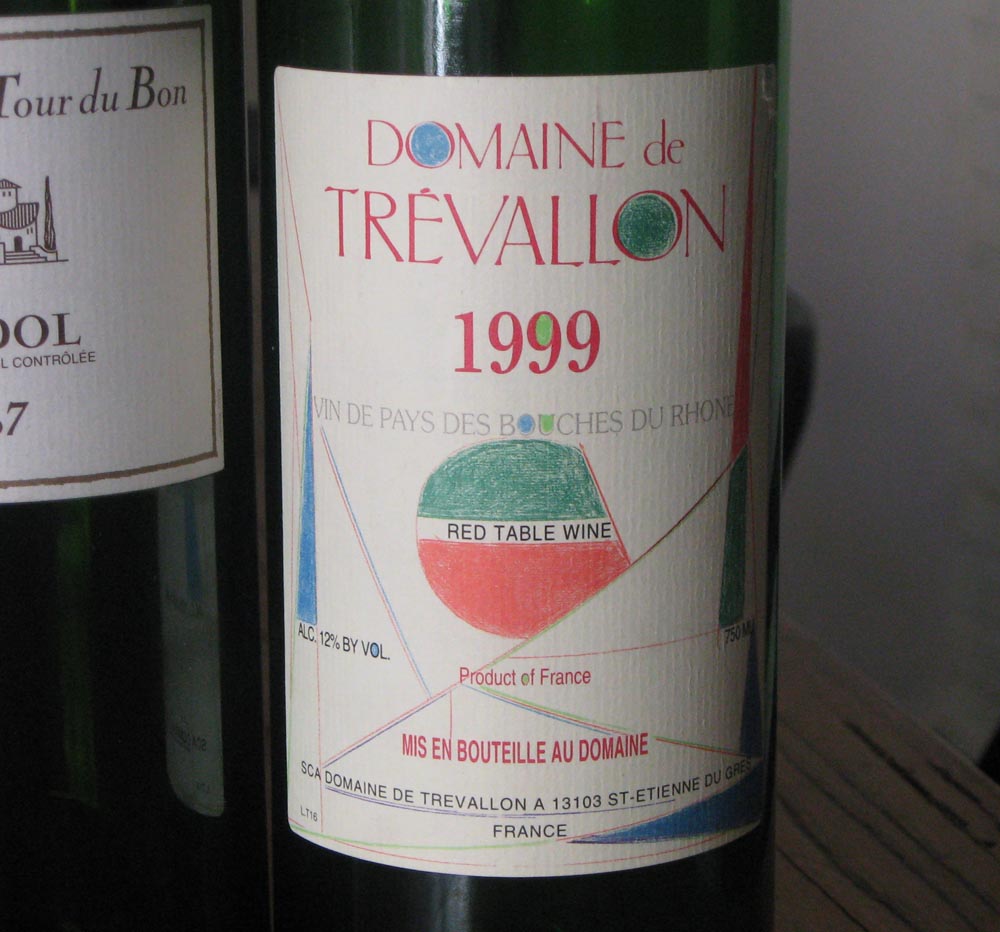 Tour du Bon
DOL
L CONTRÔLÉE
7
DOMAINE de
TRÉVALLON
1999
VIN DE PAYS DES BOUCHES DU RHONE
RED TABLE WINE
ALC. 12% BY VOL.
750 ML
Product of France
MIS EN BOUTEILLE AU DOMAINE
SCA DOMAINE DE TREVALLON A 13103 ST-ETIENNE DU GRES
FRANCE
LT16